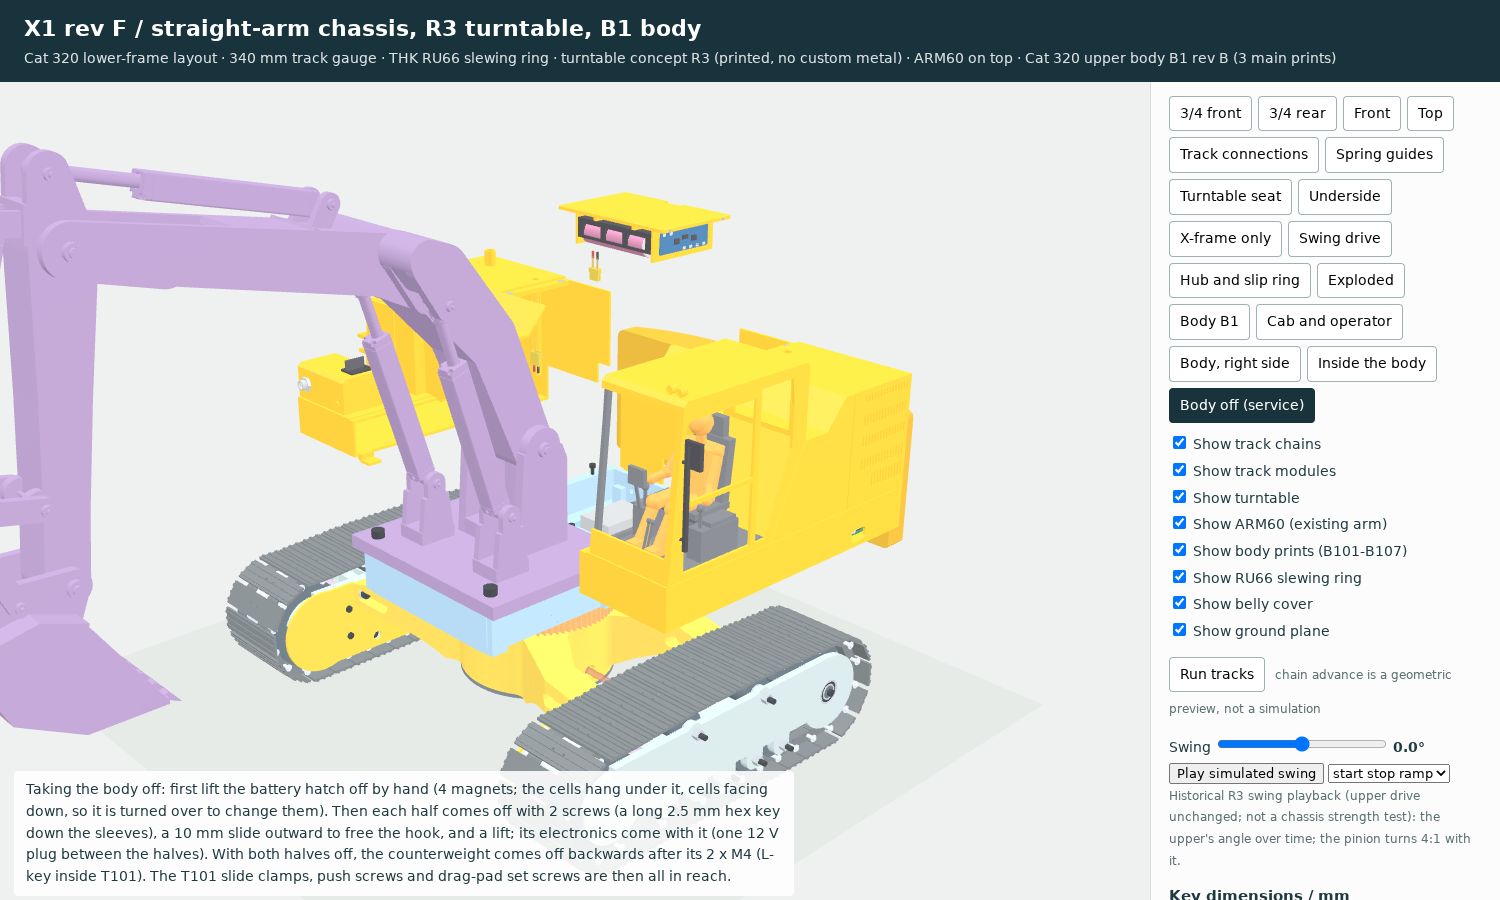 X1 rev F / straight-arm chassis, R3 turntable, B1 body
Cat 320 lower-frame layout · 340 mm track gauge · THK RU66 slewing ring · turntable concept R3 (printed, no custom metal) · ARM60 on top · Cat 320 upper body B1 rev B (3 main prints)
3/4 front
3/4 rear
Front
Top
Track connections
Spring guides
Turntable seat
Underside
X-frame only
Swing drive
Hub and slip ring
Exploded
Body B1
Cab and operator
Body, right side
Inside the body
Body off (service)
Show track chains
Show track modules
Show turntable
Show ARM60 (existing arm)
Show body prints (B101-B107)
Show RU66 slewing ring
Show belly cover
Show ground plane
Run tracks
chain advance is a geometric
preview, not a simulation
Swing
0.0°
Play simulated swing
start stop ramp
Historical R3 swing playback (upper drive
unchanged; not a chassis strength test): the
upper's angle over time; the pinion turns 4:1 with
it.
Key dimensions / mm
Taking the body off: first lift the battery hatch off by hand (4 magnets; the cells hang under it, cells facing
down, so it is turned over to change them). Then each half comes off with 2 screws (a long 2.5 mm hex key
down the sleeves), a 10 mm slide outward to free the hook, and a lift; its electronics come with it (one 12 V
plug between the halves). With both halves off, the counterweight comes off backwards after its 2 x M4 (L-
key inside T101). The T101 slide clamps, push screws and drag-pad set screws are then all in reach.